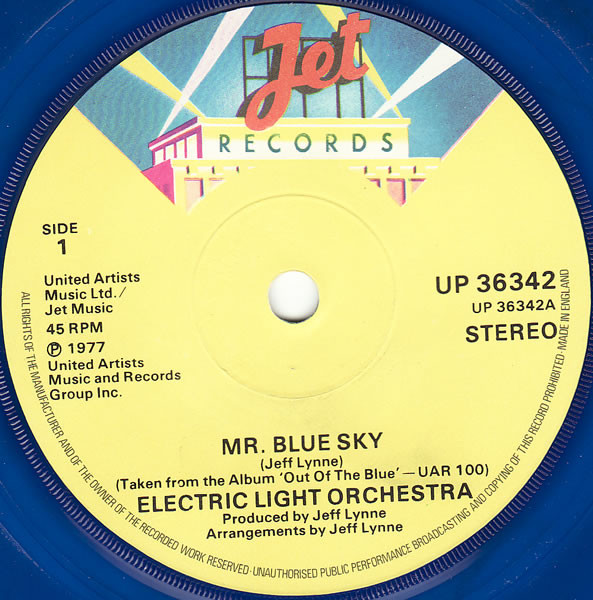 Jet
RECORDS
SIDE
1
United Artists
Music Ltd./
Jet Music
45 RPM
Ⓟ 1977
United Artists
Music and Records
Group Inc.
UP 36342
UP 36342A
STEREO
MR. BLUE SKY
(Jeff Lynne)
(Taken from the Album 'Out Of The Blue' — UAR 100)
ELECTRIC LIGHT ORCHESTRA
Produced by Jeff Lynne
Arrangements by Jeff Lynne
ALL RIGHTS OF THE MANUFACTURER AND OF THE OWNER OF THE RECORDED WORK RESERVED · UNAUTHORISED PUBLIC PERFORMANCE BROADCASTING AND COPYING OF THIS RECORD PROHIBITED · MADE IN ENGLAND